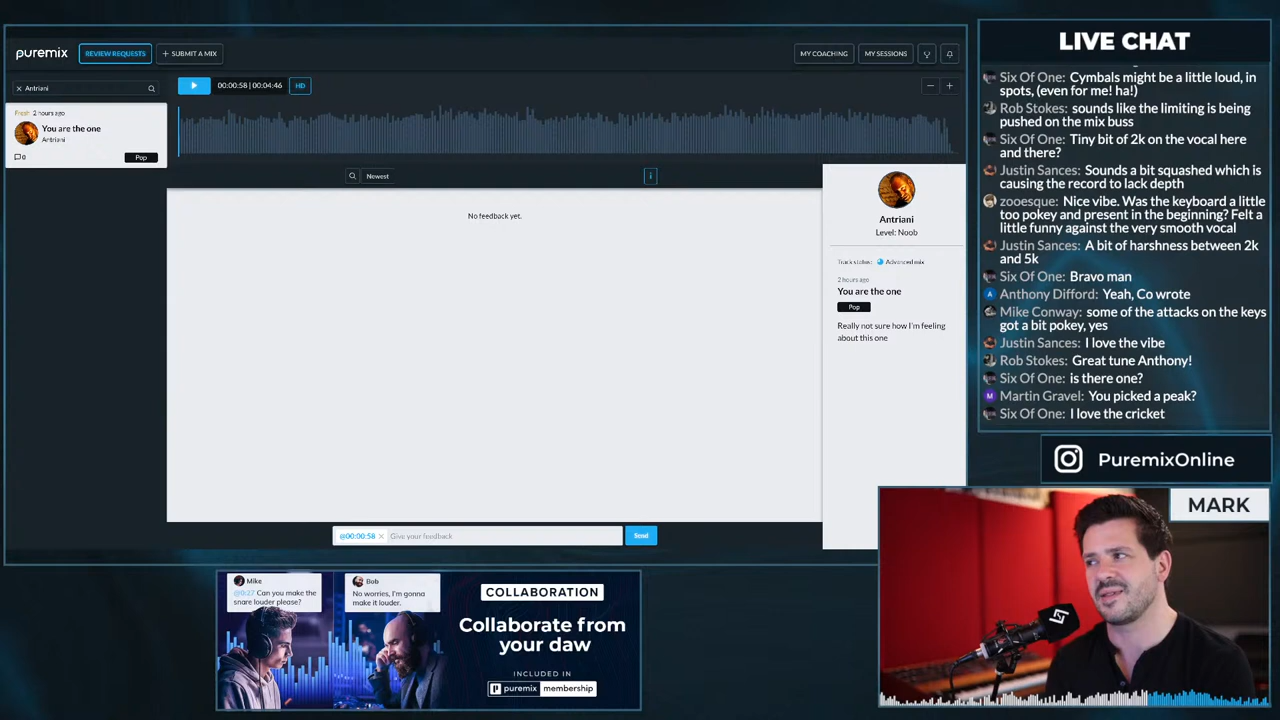 puremix
REVIEW REQUESTS
+ SUBMIT A MIX
MY COACHING
MY SESSIONS
× Antriani
00:00:58 | 00:04:46
HD
Fresh 2 hours ago
You are the one
Antriani
0
Pop
Newest
i
No feedback yet.
Antriani
Level: Noob
Track status: Advanced mix
2 hours ago
You are the one
Pop
Really not sure how I'm feeling
about this one
@00:00:58 × Give your feedback
Send
LIVE CHAT
Six Of One: Cymbals might be a little loud, in
spots, (even for me! ha!)
Rob Stokes: sounds like the limiting is being
pushed on the mix buss
Six Of One: Tiny bit of 2k on the vocal here
and there?
Justin Sances: Sounds a bit squashed which is
causing the record to lack depth
zooesque: Nice vibe. Was the keyboard a little
too pokey and present in the beginning? Felt a
little funny against the very smooth vocal
Justin Sances: A bit of harshness between 2k
and 5k
Six Of One: Bravo man
A Anthony Difford: Yeah, Co wrote
Mike Conway: some of the attacks on the keys
got a bit pokey, yes
Justin Sances: I love the vibe
Rob Stokes: Great tune Anthony!
Six Of One: is there one?
M Martin Gravel: You picked a peak?
Six Of One: I love the cricket
PuremixOnline
MARK
Mike
@0:27 Can you make the
snare louder please?
Bob
No worries, I'm gonna
make it louder.
COLLABORATION
Collaborate from
your daw
INCLUDED IN
puremix membership